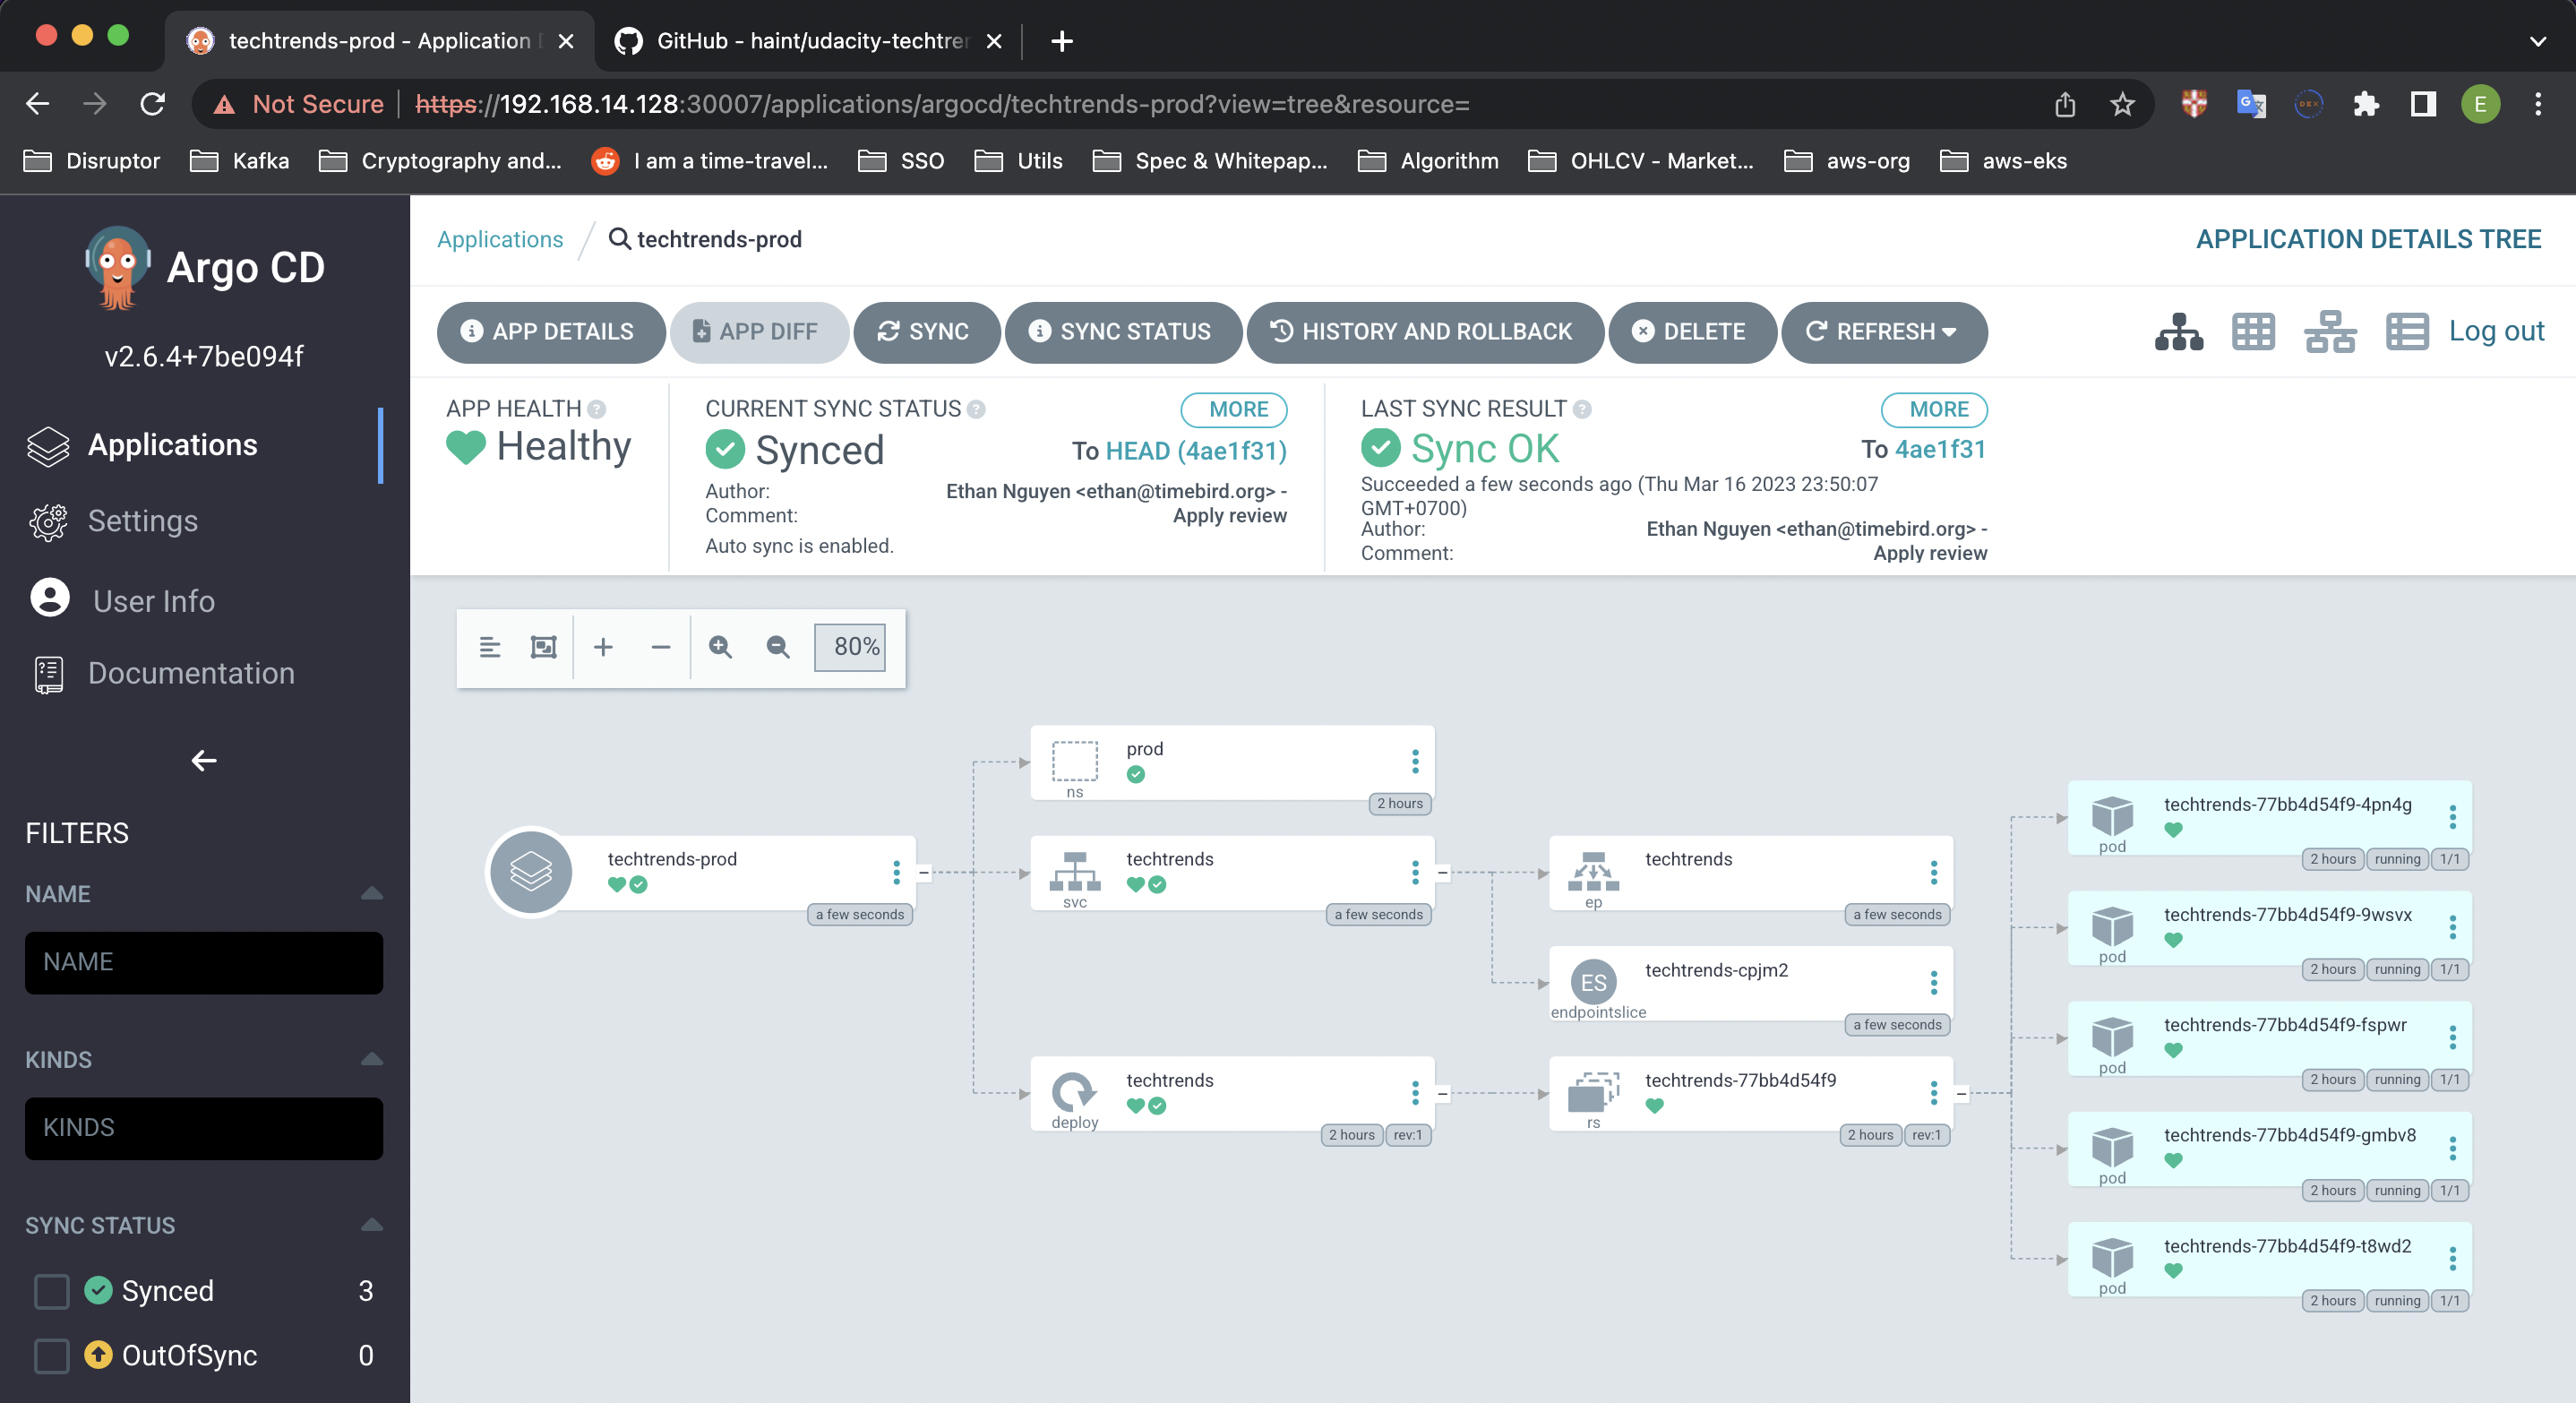 techtrends-prod - Application
GitHub - haint/udacity-techtren
Not Secure
https://192.168.14.128:30007/applications/argocd/techtrends-prod?view=tree&resource=
DEX
E
Disruptor
Kafka
Cryptography and...
I am a time-travel...
SSO
Utils
Spec & Whitepap...
Algorithm
OHLCV - Market...
aws-org
aws-eks
Argo CD
v2.6.4+7be094f
Applications
Settings
User Info
Documentation
FILTERS
NAME
NAME
KINDS
KINDS
SYNC STATUS
Synced 3
OutOfSync 0
Applications / techtrends-prod
APPLICATION DETAILS TREE
APP DETAILS
APP DIFF
SYNC
SYNC STATUS
HISTORY AND ROLLBACK
DELETE
REFRESH
Log out
APP HEALTH
Healthy
CURRENT SYNC STATUS
MORE
Synced
To HEAD (4ae1f31)
Author: Ethan Nguyen <ethan@timebird.org> -
Comment: Apply review
Auto sync is enabled.
LAST SYNC RESULT
MORE
Sync OK
To 4ae1f31
Succeeded a few seconds ago (Thu Mar 16 2023 23:50:07
GMT+0700)
Author: Ethan Nguyen <ethan@timebird.org> -
Comment: Apply review
80%
techtrends-prod
a few seconds
prod
ns
2 hours
techtrends
svc
a few seconds
techtrends
deploy
2 hours rev:1
techtrends
ep
a few seconds
ES
techtrends-cpjm2
endpointslice
a few seconds
techtrends-77bb4d54f9
rs
2 hours rev:1
techtrends-77bb4d54f9-4pn4g
pod
2 hours running 1/1
techtrends-77bb4d54f9-9wsvx
pod
2 hours running 1/1
techtrends-77bb4d54f9-fspwr
pod
2 hours running 1/1
techtrends-77bb4d54f9-gmbv8
pod
2 hours running 1/1
techtrends-77bb4d54f9-t8wd2
pod
2 hours running 1/1